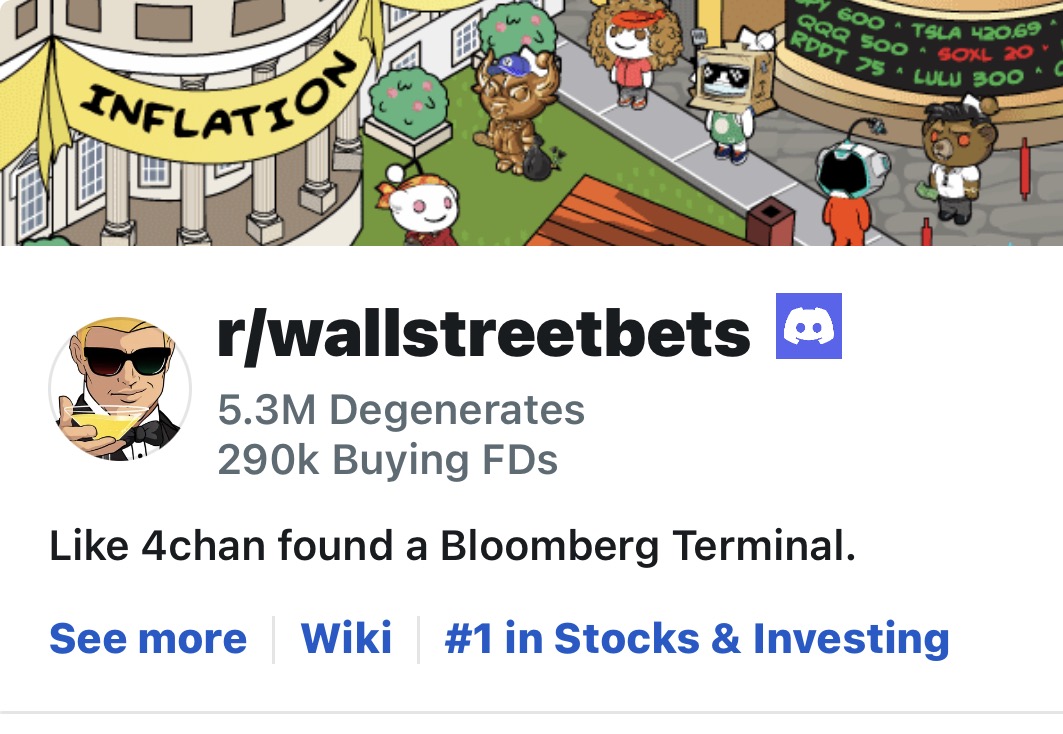 INFLATION
SPY 600 ^ TSLA 420.69
QQQ 500 ^ SOXL 20
RDDT 75 ^ LULU 300 ^
r/wallstreetbets
5.3M Degenerates
290k Buying FDs
Like 4chan found a Bloomberg Terminal.
See more
Wiki
#1 in Stocks & Investing